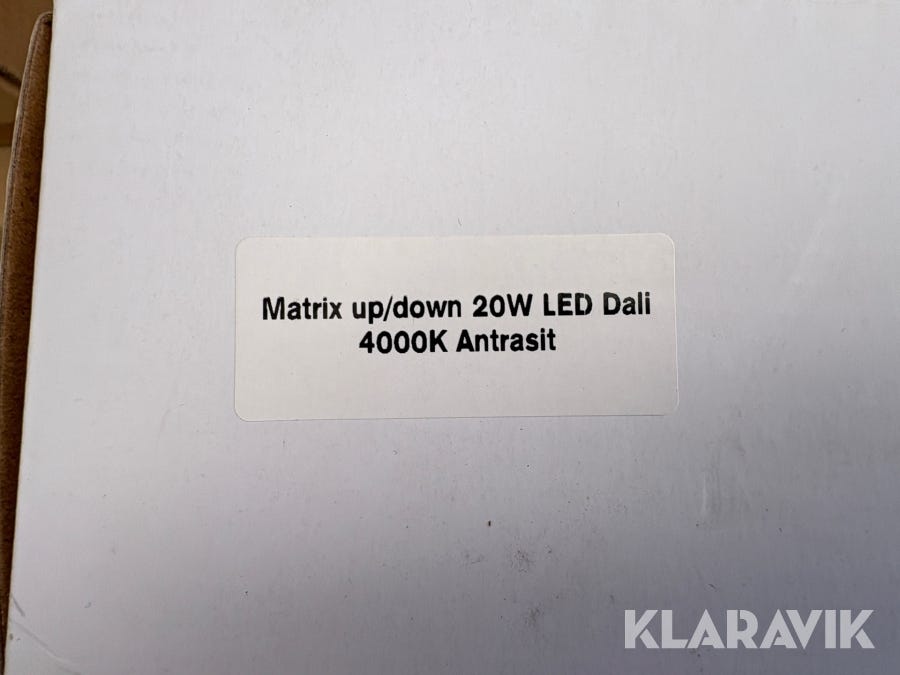 Matrix up/down 20W LED Dali
4000K Antrasit
KLARAVIK